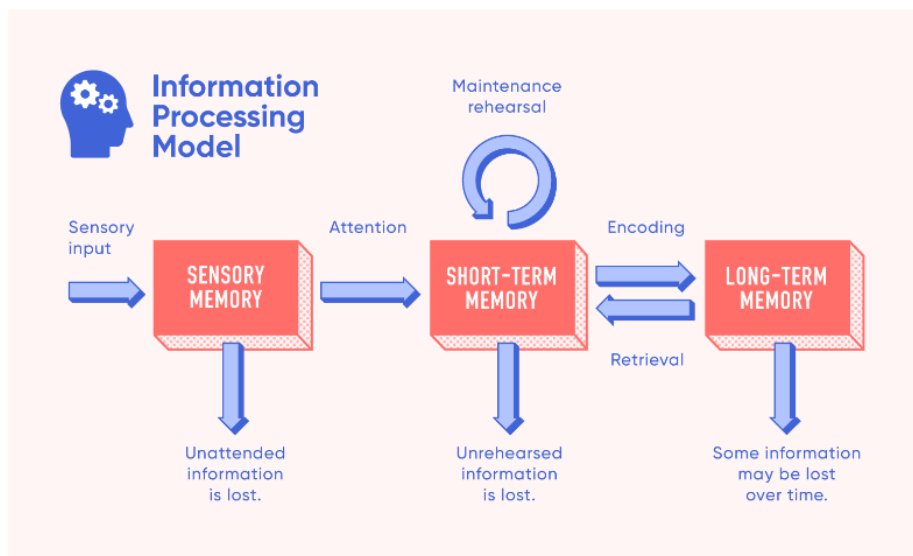 Information
Processing
Model
Maintenance
rehearsal
Sensory
input
Attention
Encoding
SENSORY
MEMORY
SHORT-TERM
MEMORY
LONG-TERM
MEMORY
Retrieval
Unattended
information
is lost.
Unrehearsed
information
is lost.
Some information
may be lost
over time.